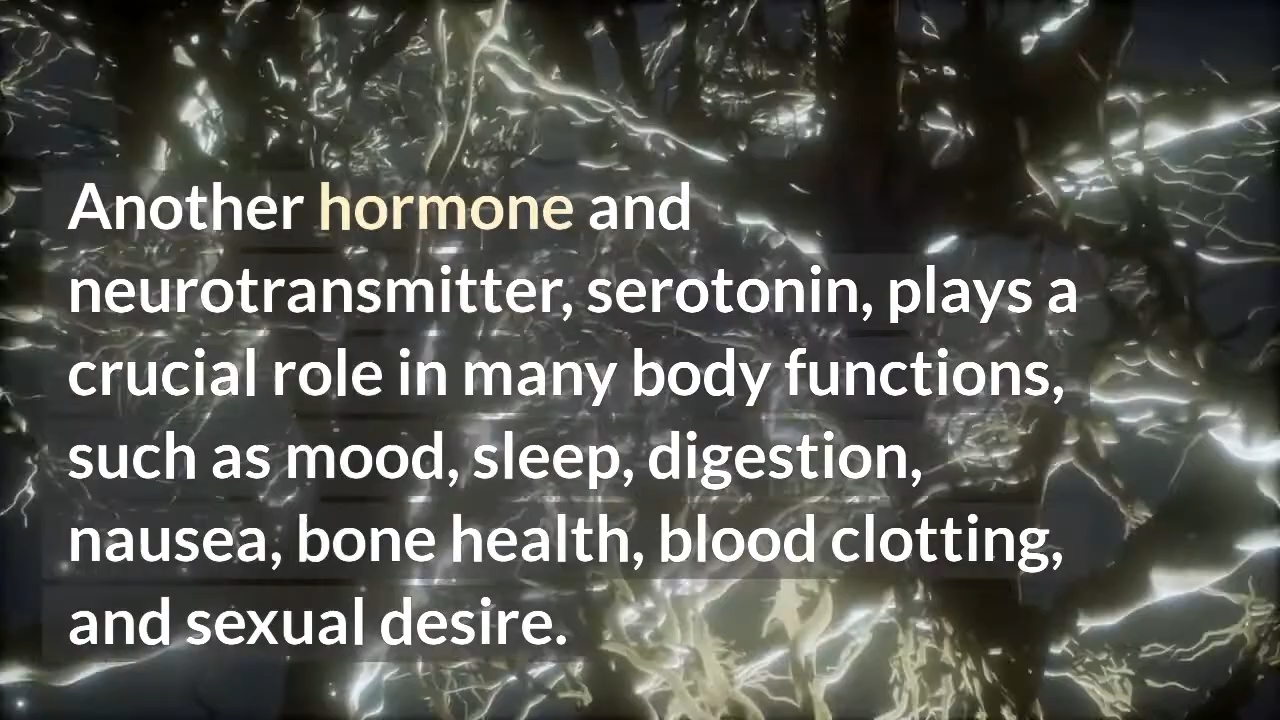 Another hormone and
neurotransmitter, serotonin, plays a
crucial role in many body functions,
such as mood, sleep, digestion,
nausea, bone health, blood clotting,
and sexual desire.